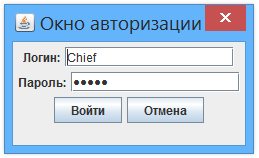 Окно авторизации
Логин: Chief
Пароль: •••••
Войти Отмена